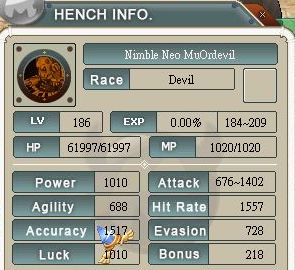 HENCH INFO.
Nimble Neo MuOrdevil
Race Devil
LV 186 EXP 0.00% 184~209
HP 61997/61997 MP 1020/1020
Power 1010 Attack 676~1402
Agility 688 Hit Rate 1557
Accuracy 1517 Evasion 728
Luck 1010 Bonus 218